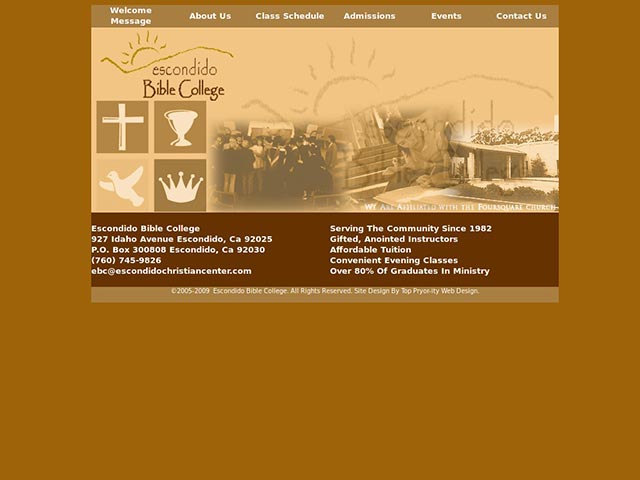 Welcome Message
About Us
Class Schedule
Admissions
Events
Contact Us
escondido
Bible College
escondido
We Are Affiliated with the Foursquare Church
Escondido Bible College
927 Idaho Avenue Escondido, Ca 92025
P.O. Box 300808 Escondido, Ca 92030
(760) 745-9826
ebc@escondidochristiancenter.com
Serving The Community Since 1982
Gifted, Anointed Instructors
Affordable Tuition
Convenient Evening Classes
Over 80% Of Graduates In Ministry
©2005-2009 Escondido Bible College. All Rights Reserved. Site Design By Top Pryor-ity Web Design.